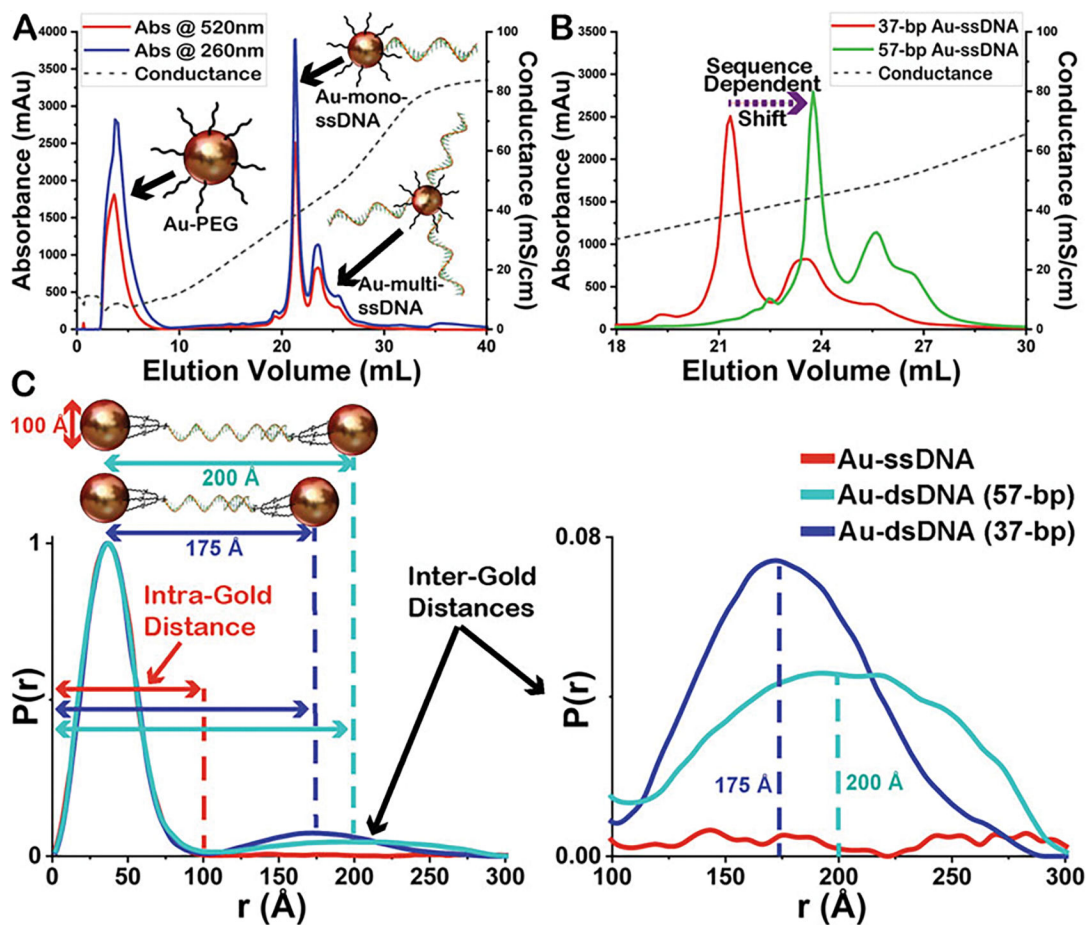 A
Abs @ 520nm
Abs @ 260nm
Conductance
Au-mono-
ssDNA
Au-PEG
Au-multi-
ssDNA
Absorbance (mAu)
4000
3500
3000
2500
2000
1500
1000
500
0
0
10
20
30
40
Elution Volume (mL)
100
80
60
40
20
0
Conductance (mS/cm)
B
37-bp Au-ssDNA
57-bp Au-ssDNA
Conductance
Sequence
Dependent
Shift
Absorbance (mAu)
3500
3000
2500
2000
1500
1000
500
0
18
21
24
27
30
Elution Volume (mL)
100
80
60
40
20
0
Conductance (mS/cm)
C
100 Å
200 Å
175 Å
Intra-Gold
Distance
Inter-Gold
Distances
P(r)
1
0
0
50
100
150
200
250
300
r (Å)
Au-ssDNA
Au-dsDNA (57-bp)
Au-dsDNA (37-bp)
P(r)
0.08
0.00
175 Å
200 Å
100
150
200
250
300
r (Å)